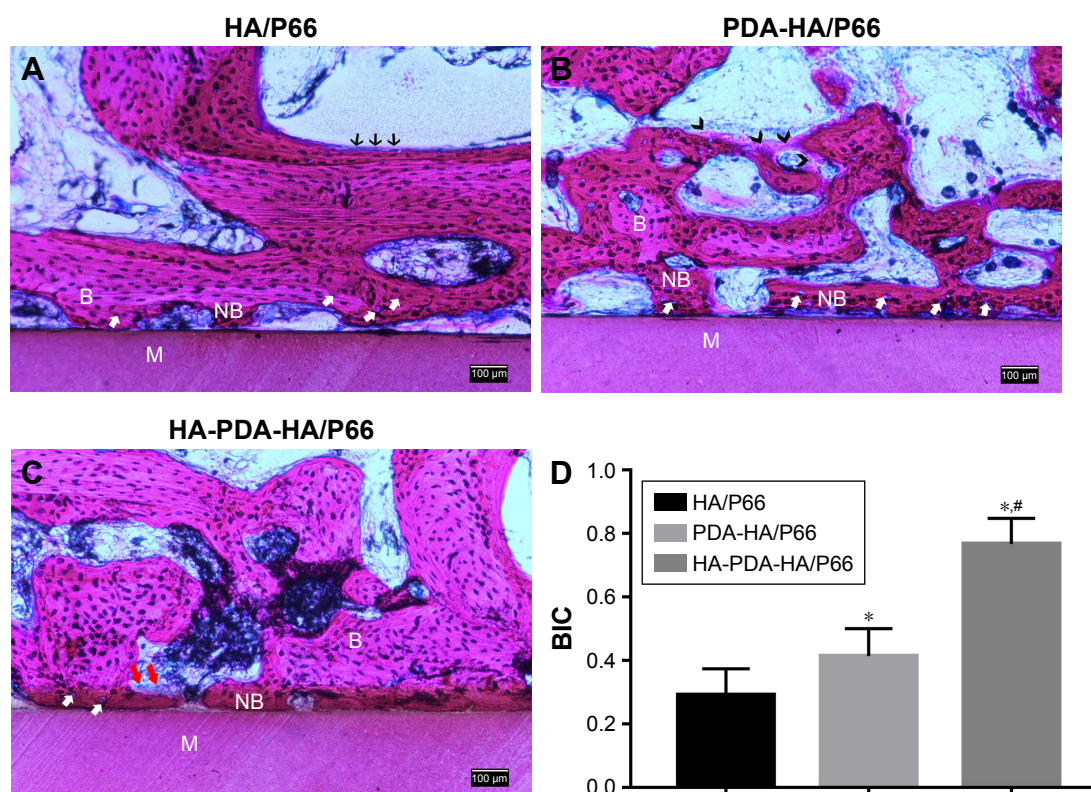 HA/P66
PDA-HA/P66
A
B
B
NB
M
100 µm
B
NB
NB
M
100 µm
HA-PDA-HA/P66
C
B
NB
M
100 µm
D
1.0
0.8
0.6
0.4
0.2
0.0
BIC
HA/P66
PDA-HA/P66
HA-PDA-HA/P66
*
*,#